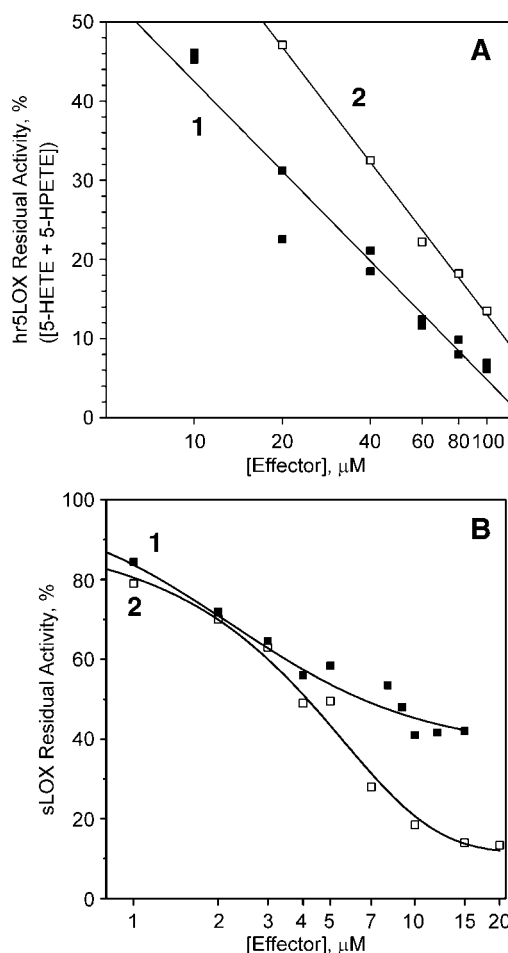 A
50
40
30
20
10
0
1
2
hr5LOX Residual Activity, %
([5-HETE + 5-HPETE])
10 20 40 60 80 100
[Effector], µM
B
100
80
60
40
20
0
1
2
sLOX Residual Activity, %
1 2 3 4 5 7 10 15 20
[Effector], µM